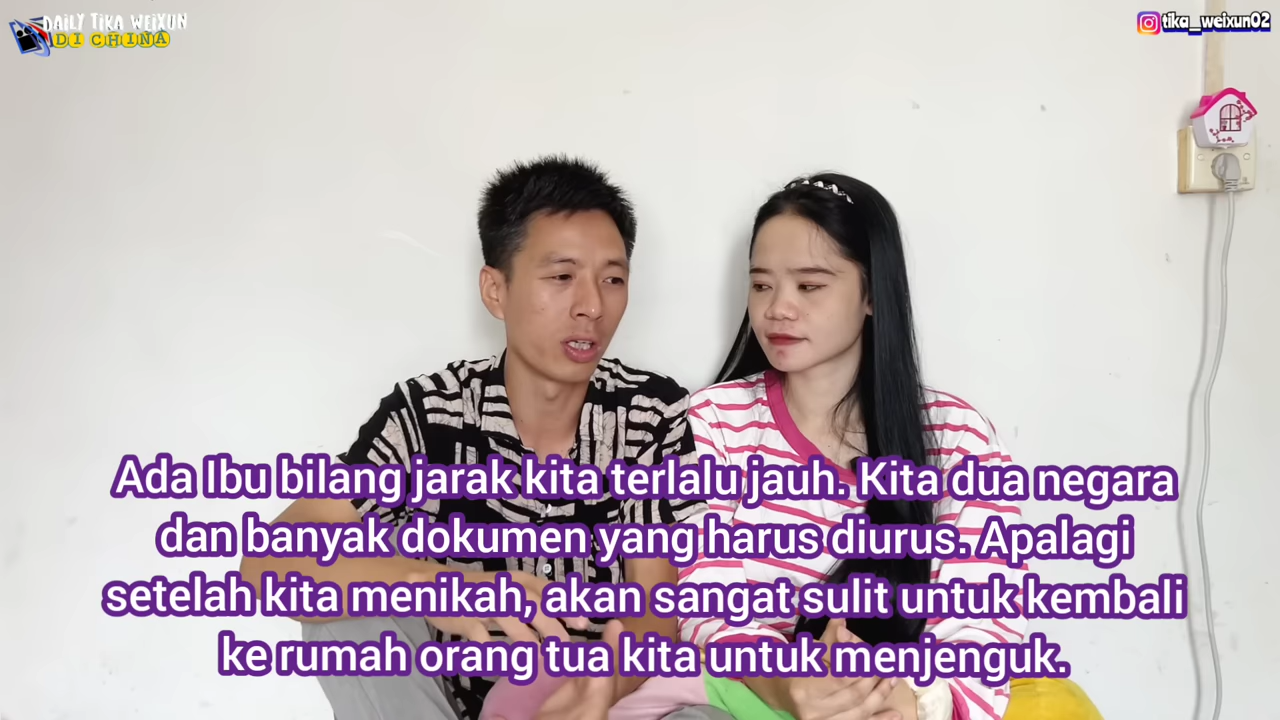 DAILY TIKA WEIXUN
DI CHINA
tika_weixun02
Ada Ibu bilang jarak kita terlalu jauh. Kita dua negara
dan banyak dokumen yang harus diurus. Apalagi
setelah kita menikah, akan sangat sulit untuk kembali
ke rumah orang tua kita untuk menjenguk.